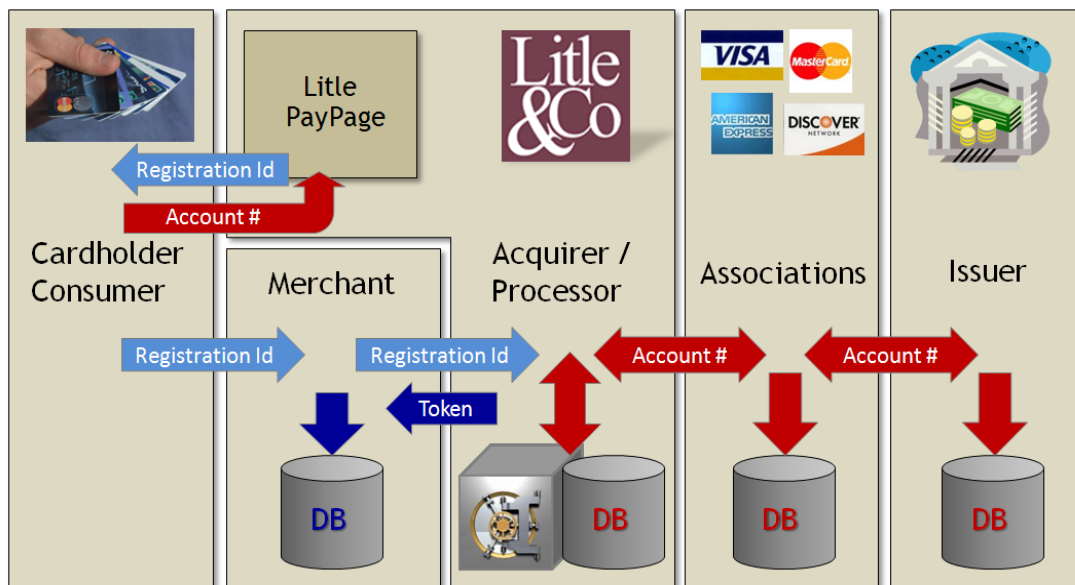 Litle
PayPage
Litle
&Co
VISA
MasterCard
AMERICAN
EXPRESS
DISCOVER
NETWORK
Registration Id
Account #
Cardholder
Consumer
Merchant
Acquirer /
Processor
Associations
Issuer
Registration Id
Registration Id
Account #
Account #
Token
DB
DB
DB
DB